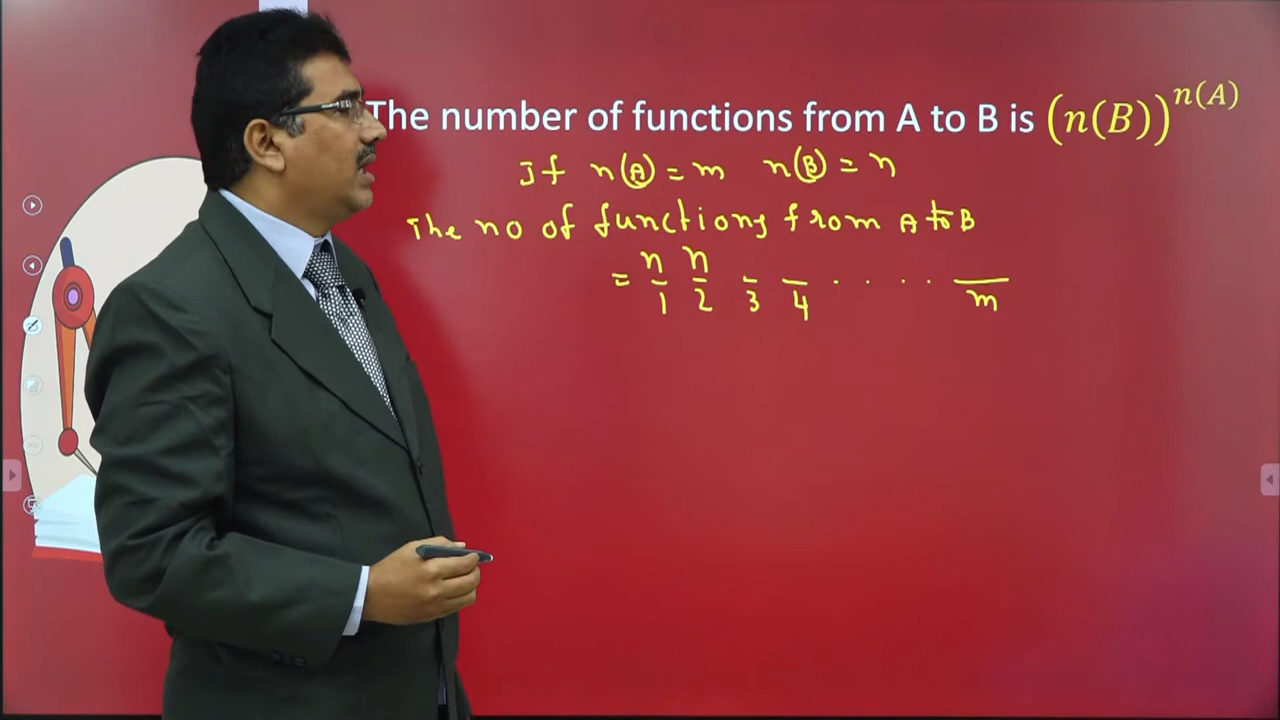 The number of functions from A to B is (n(B))^{n(A)}
If n(A) = m n(B) = n
The no of functions from A to B
= n n
1 2 3 4 . . . . m